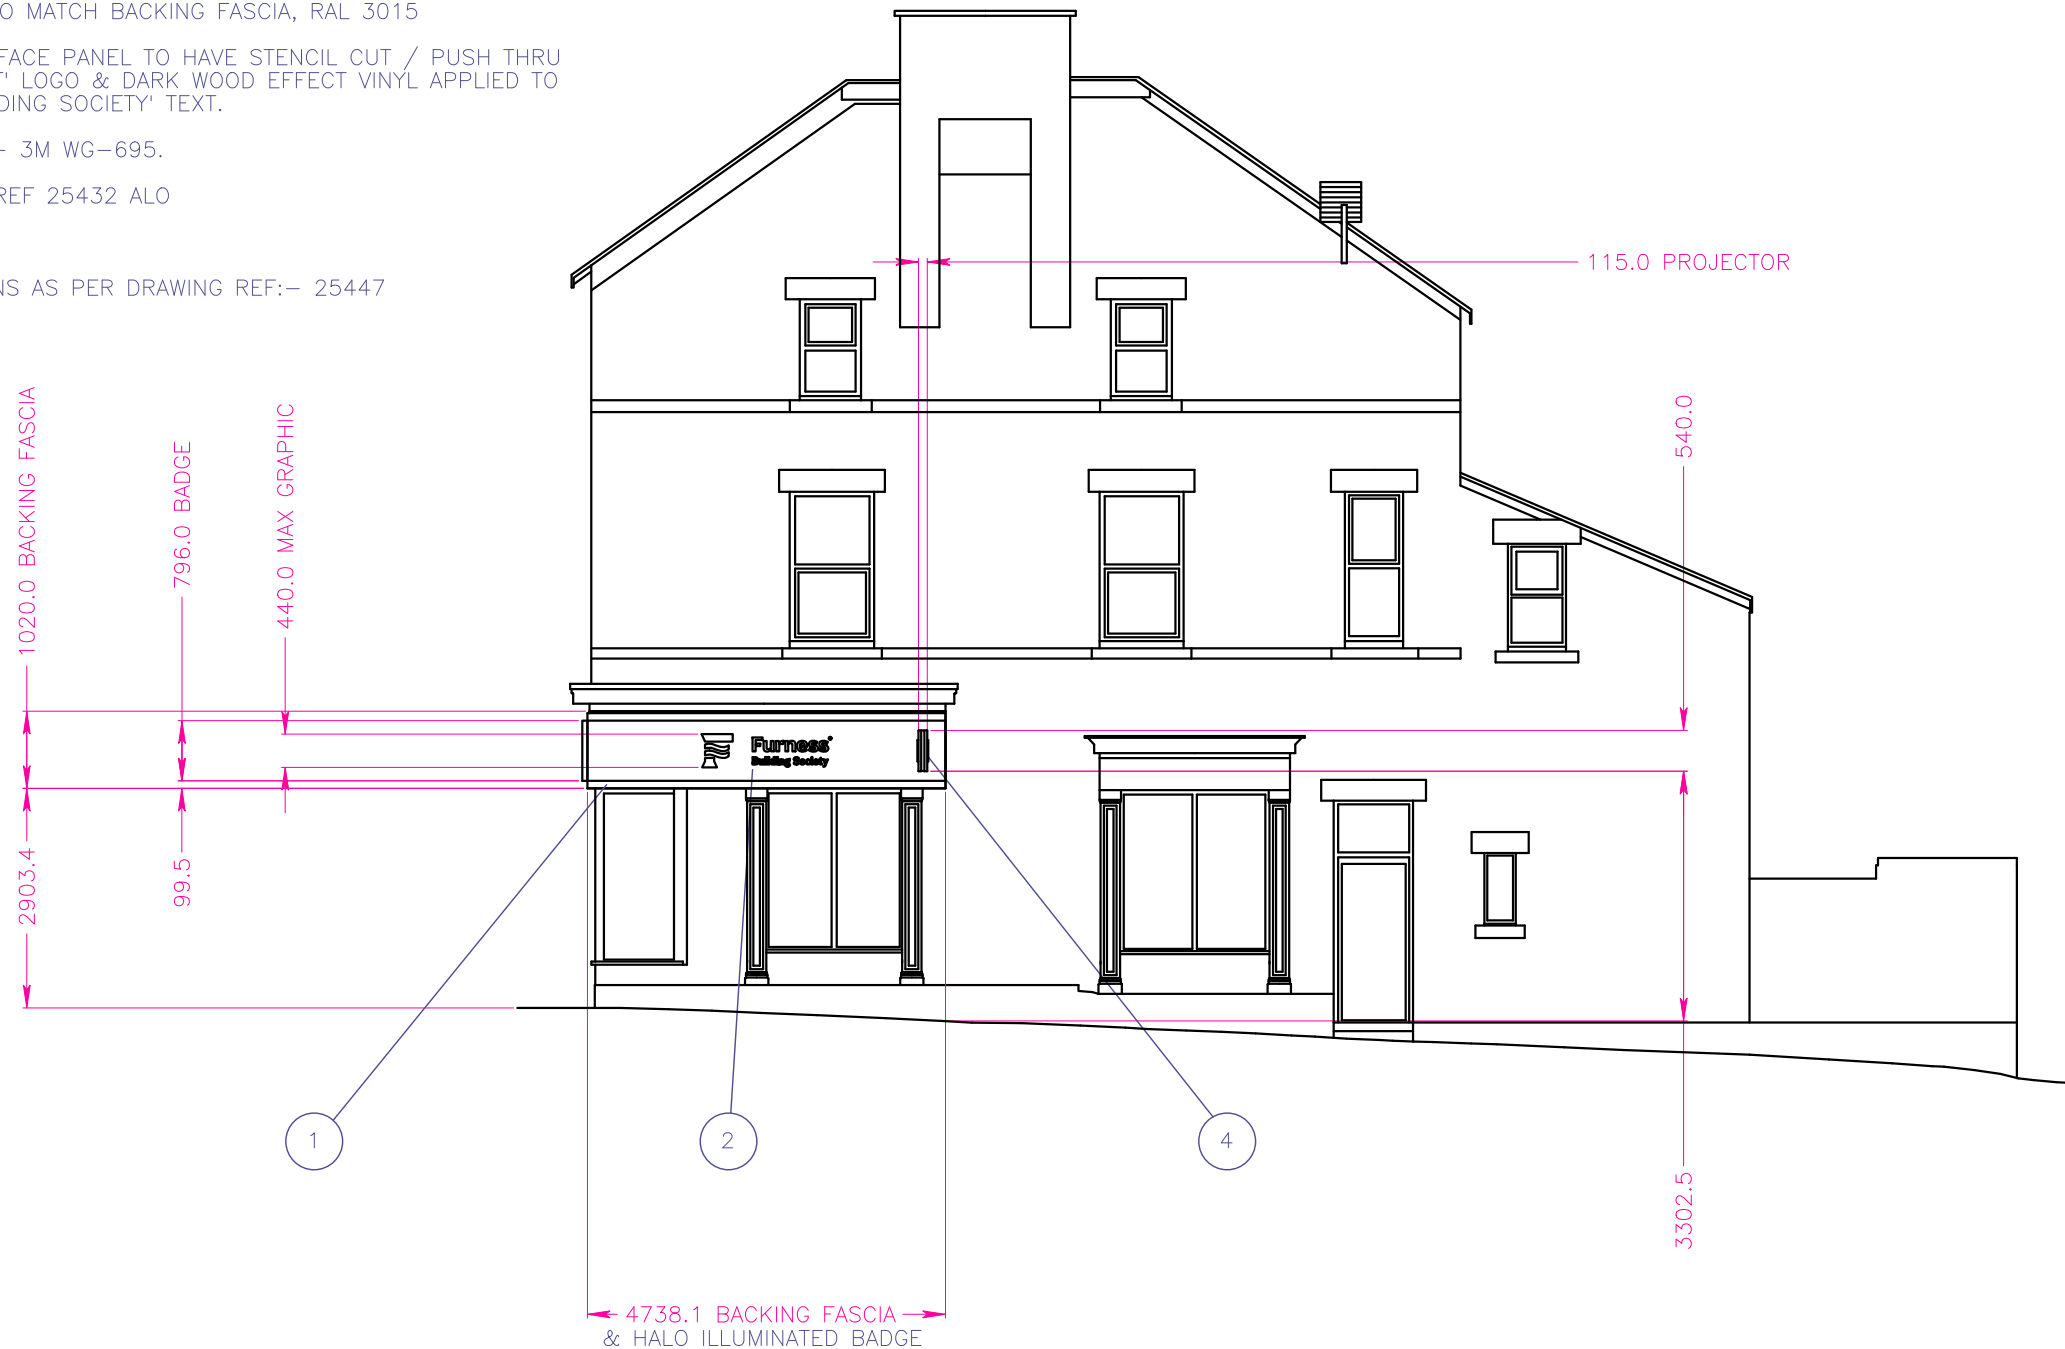 O MATCH BACKING FASCIA, RAL 3015
FACE PANEL TO HAVE STENCIL CUT / PUSH THRU
' LOGO & DARK WOOD EFFECT VINYL APPLIED TO
DING SOCIETY' TEXT.
- 3M WG-695.
REF 25432 ALO
NS AS PER DRAWING REF:- 25447
115.0 PROJECTOR
1020.0 BACKING FASCIA
796.0 BADGE
440.0 MAX GRAPHIC
540.0
Furness
Building Society
2903.4
99.5
3302.5
1
2
4
4738.1 BACKING FASCIA
& HALO ILLUMINATED BADGE